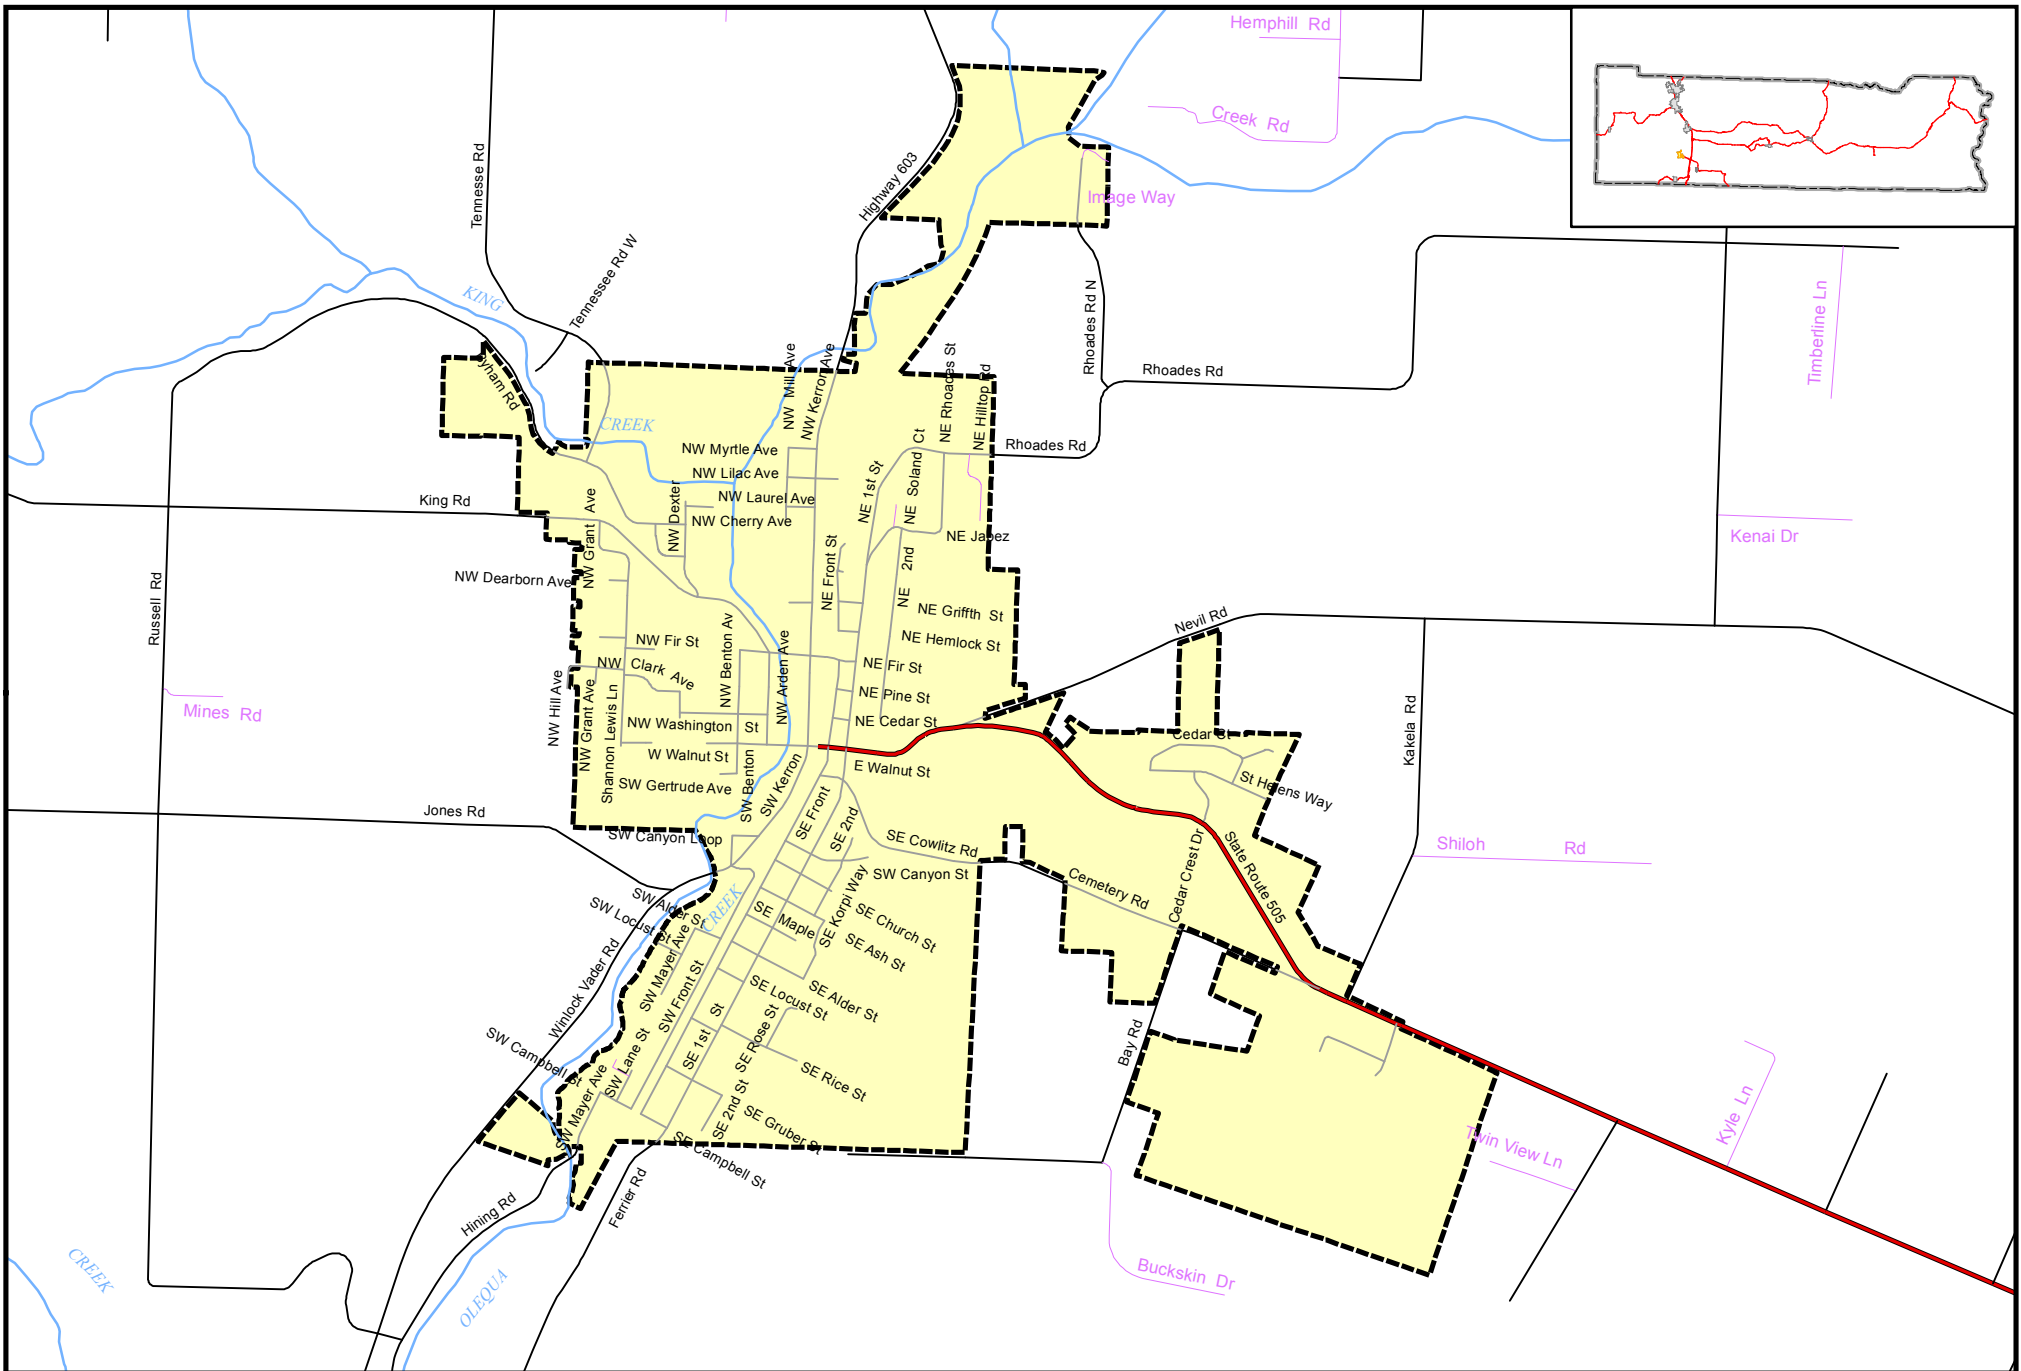 Hemphill Rd
Creek Rd
Tennesse Rd
Highway 603
Image Way
Tennessee Rd W
KING
Rhoades Rd N
Timberline Ln
NW Mill Ave
NW Kerron Ave
NE Rhoades St
NE Hilltop Rd
Rhoades Rd
CREEK
NW Myrtle Ave
NW Lilac Ave
NW Laurel Ave
NW Cherry Ave
NW Dexter
NE 1st St
NE Soland Ct
Rhoades Rd
King Rd
NW Grant Ave
NE Jabez
Kenai Dr
Russell Rd
NW Dearborn Ave
NE Front St
NE 2nd
NE Griffth St
NE Hemlock St
Nevil Rd
NW Fir St
NW Clark Ave
NW Benton Av
NW Arden Ave
NE Fir St
NE Pine St
NE Cedar St
Mines Rd
NW Hill Ave
NW Grant Ave
Shannon Lewis Ln
NW Washington St
W Walnut St
SW Gertrude Ave
SW Benton
SW Kerron
E Walnut St
Cedar St
St Helens Way
Kakela Rd
Jones Rd
SW Canyon Loop
SE Front
SE 2nd
SE Cowlitz Rd
SW Canyon St
Cemetery Rd
Cedar Crest Dr
State Route 505
Shiloh Rd
SW Alder St
SW Locust St
CREEK
SE Maple
SE Korpi Way
SE Church St
SE Ash St
SE Alder St
SE Locust St
SW Mayer Ave
SW Front St
Winlock Vader Rd
SE 1st St
SE Rose St
SE Rice St
Bay Rd
SW Campbell St
SW Lane St
SW Mayer Ave
SE 2nd St
SE Gruber St
SE Campbell St
Kyle Ln
Twin View Ln
Hining Rd
Ferrier Rd
Buckskin Dr
CREEK
OLEQUA